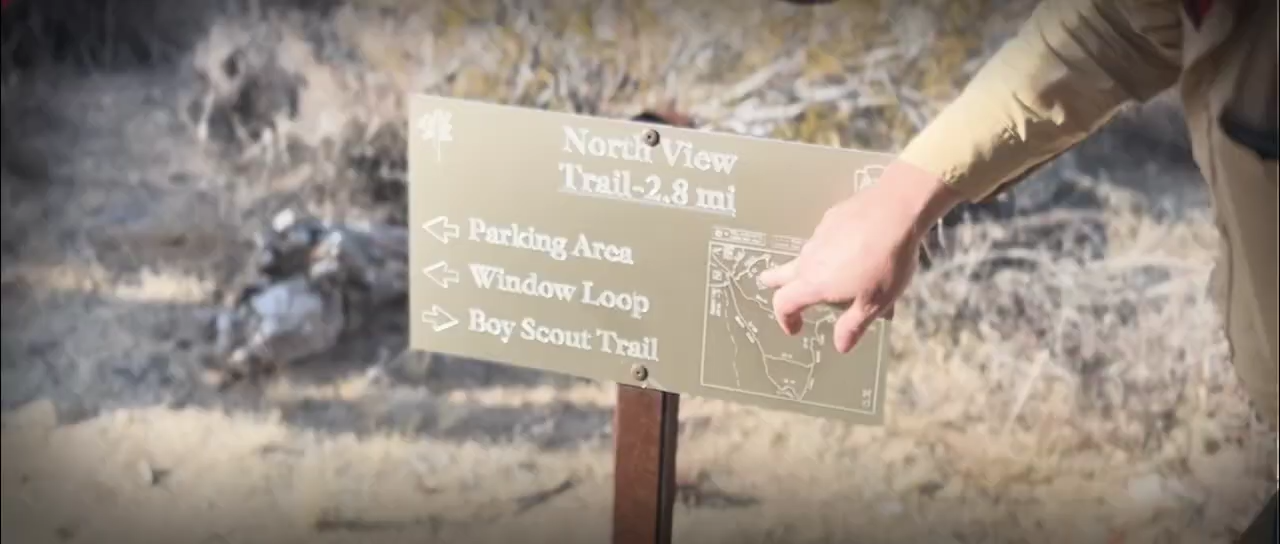 North View
Trail-2.8 mi
Parking Area
Window Loop
Boy Scout Trail